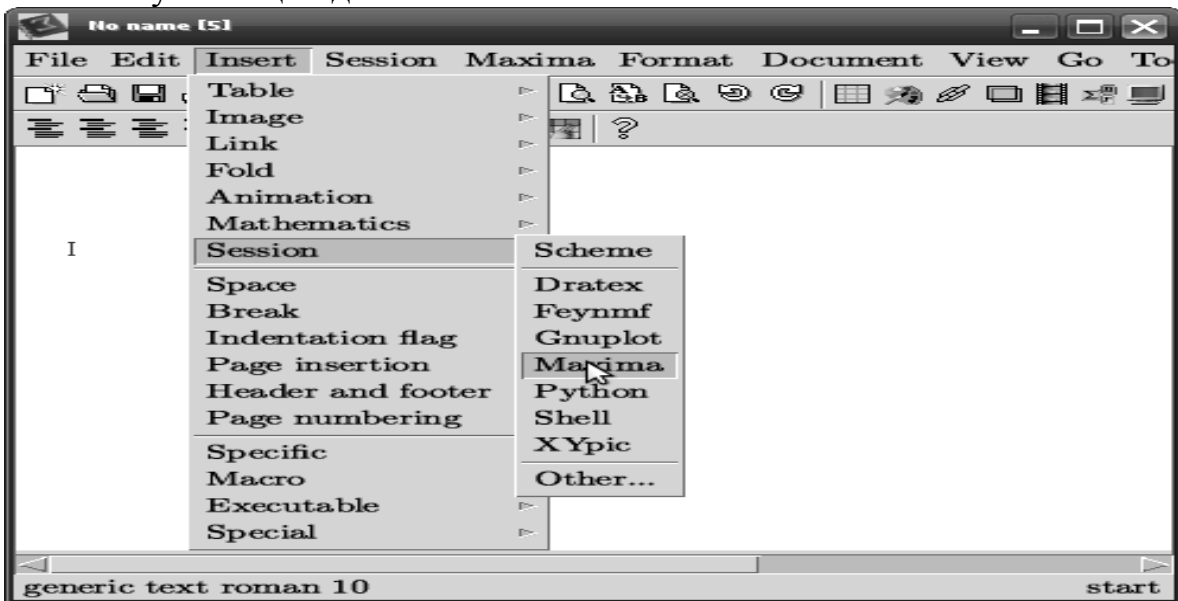 No name [5]
File Edit Insert Session Maxima Format Document View Go To
Table
Image
Link
Fold
Animation
Mathematics
Session
Space
Break
Indentation flag
Page insertion
Header and footer
Page numbering
Specific
Macro
Executable
Special
Scheme
Dratex
Feynmf
Gnuplot
Maxima
Python
Shell
XYpic
Other...
generic text roman 10 start